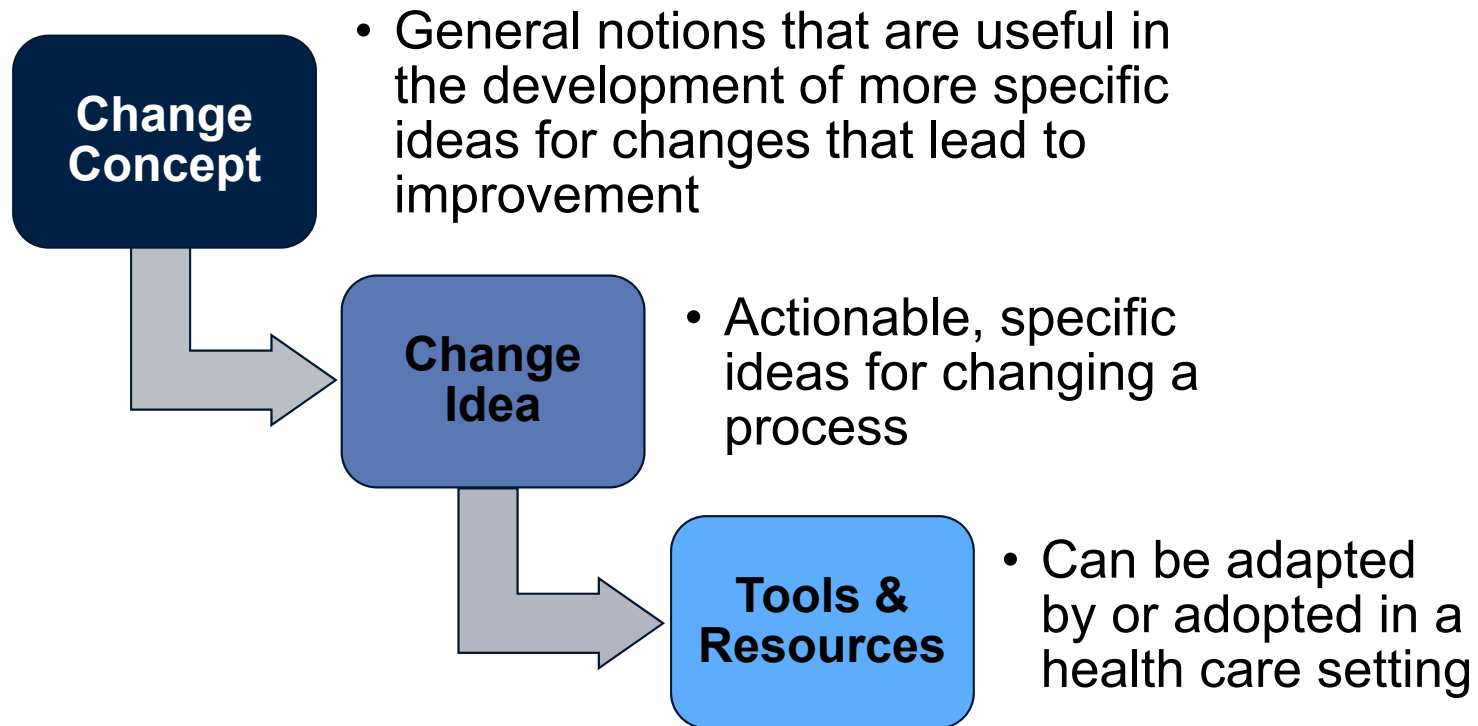 Change
Concept
• General notions that are useful in
the development of more specific
ideas for changes that lead to
improvement
Change
Idea
• Actionable, specific
ideas for changing a
process
Tools &
Resources
• Can be adapted
by or adopted in a
health care setting